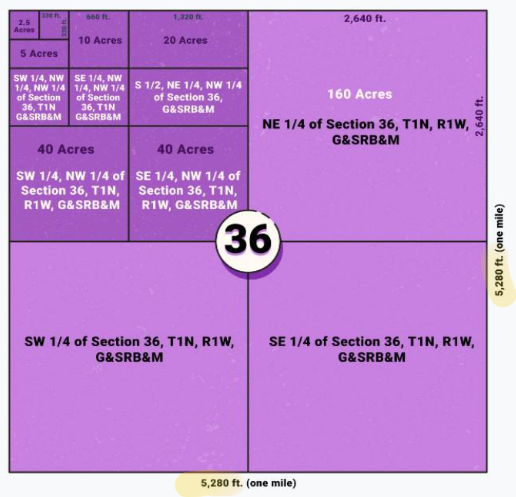 2.5
Acres
330 ft.
330 ft.
660 ft.
10 Acres
1,320 ft.
20 Acres
5 Acres
SW 1/4, NW
1/4, NW 1/4
of Section
36, T1N
G&SRB&M
SE 1/4, NW
1/4, NW 1/4
of Section
36, T1N
G&SRB&M
S 1/2, NE 1/4, NW 1/4
of Section 36,
G&SRB&M
40 Acres
SW 1/4, NW 1/4 of
Section 36, T1N,
R1W, G&SRB&M
40 Acres
SE 1/4, NW 1/4 of
Section 36, T1N,
R1W, G&SRB&M
2,640 ft.
160 Acres
NE 1/4 of Section 36, T1N, R1W,
G&SRB&M
2,640 ft.
36
5,280 ft. (one mile)
SW 1/4 of Section 36, T1N, R1W,
G&SRB&M
SE 1/4 of Section 36, T1N, R1W,
G&SRB&M
5,280 ft. (one mile)